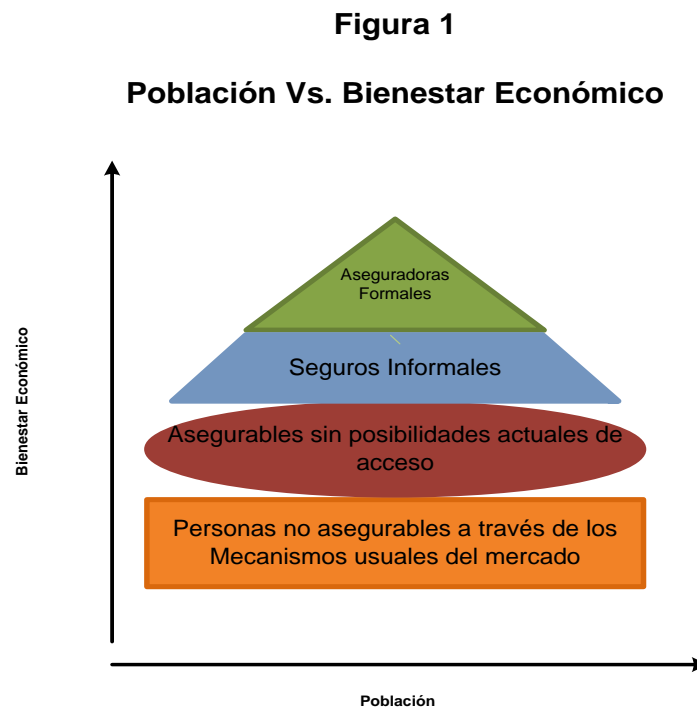 Figura 1
Población Vs. Bienestar Económico
Aseguradoras
Formales
Seguros Informales
Asegurables sin posibilidades actuales de
acceso
Personas no asegurables a través de los
Mecanismos usuales del mercado
Bienestar Económico
Población